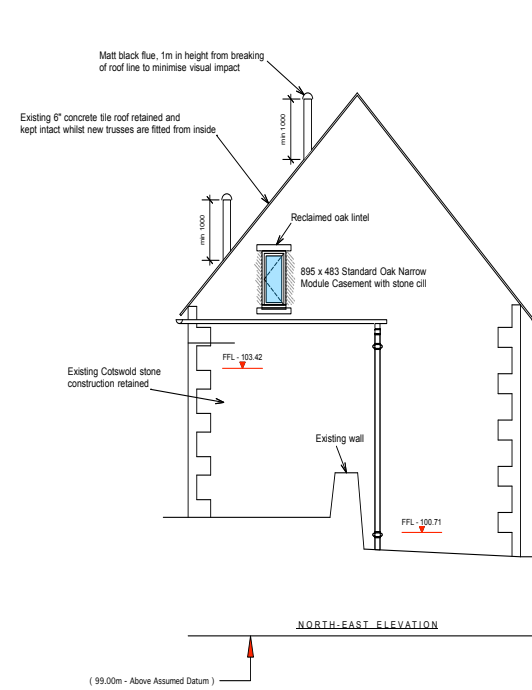 Matt black flue, 1m in height from breaking
of roof line to minimise visual impact
Existing 6" concrete tile roof retained and
kept intact whilst new trusses are fitted from inside
min 1000
min 1000
Reclaimed oak lintel
895 x 483 Standard Oak Narrow
Module Casement with stone cill
FFL - 103.42
Existing Cotswold stone
construction retained
Existing wall
FFL - 100.71
NORTH-EAST ELEVATION
( 99.00m - Above Assumed Datum )